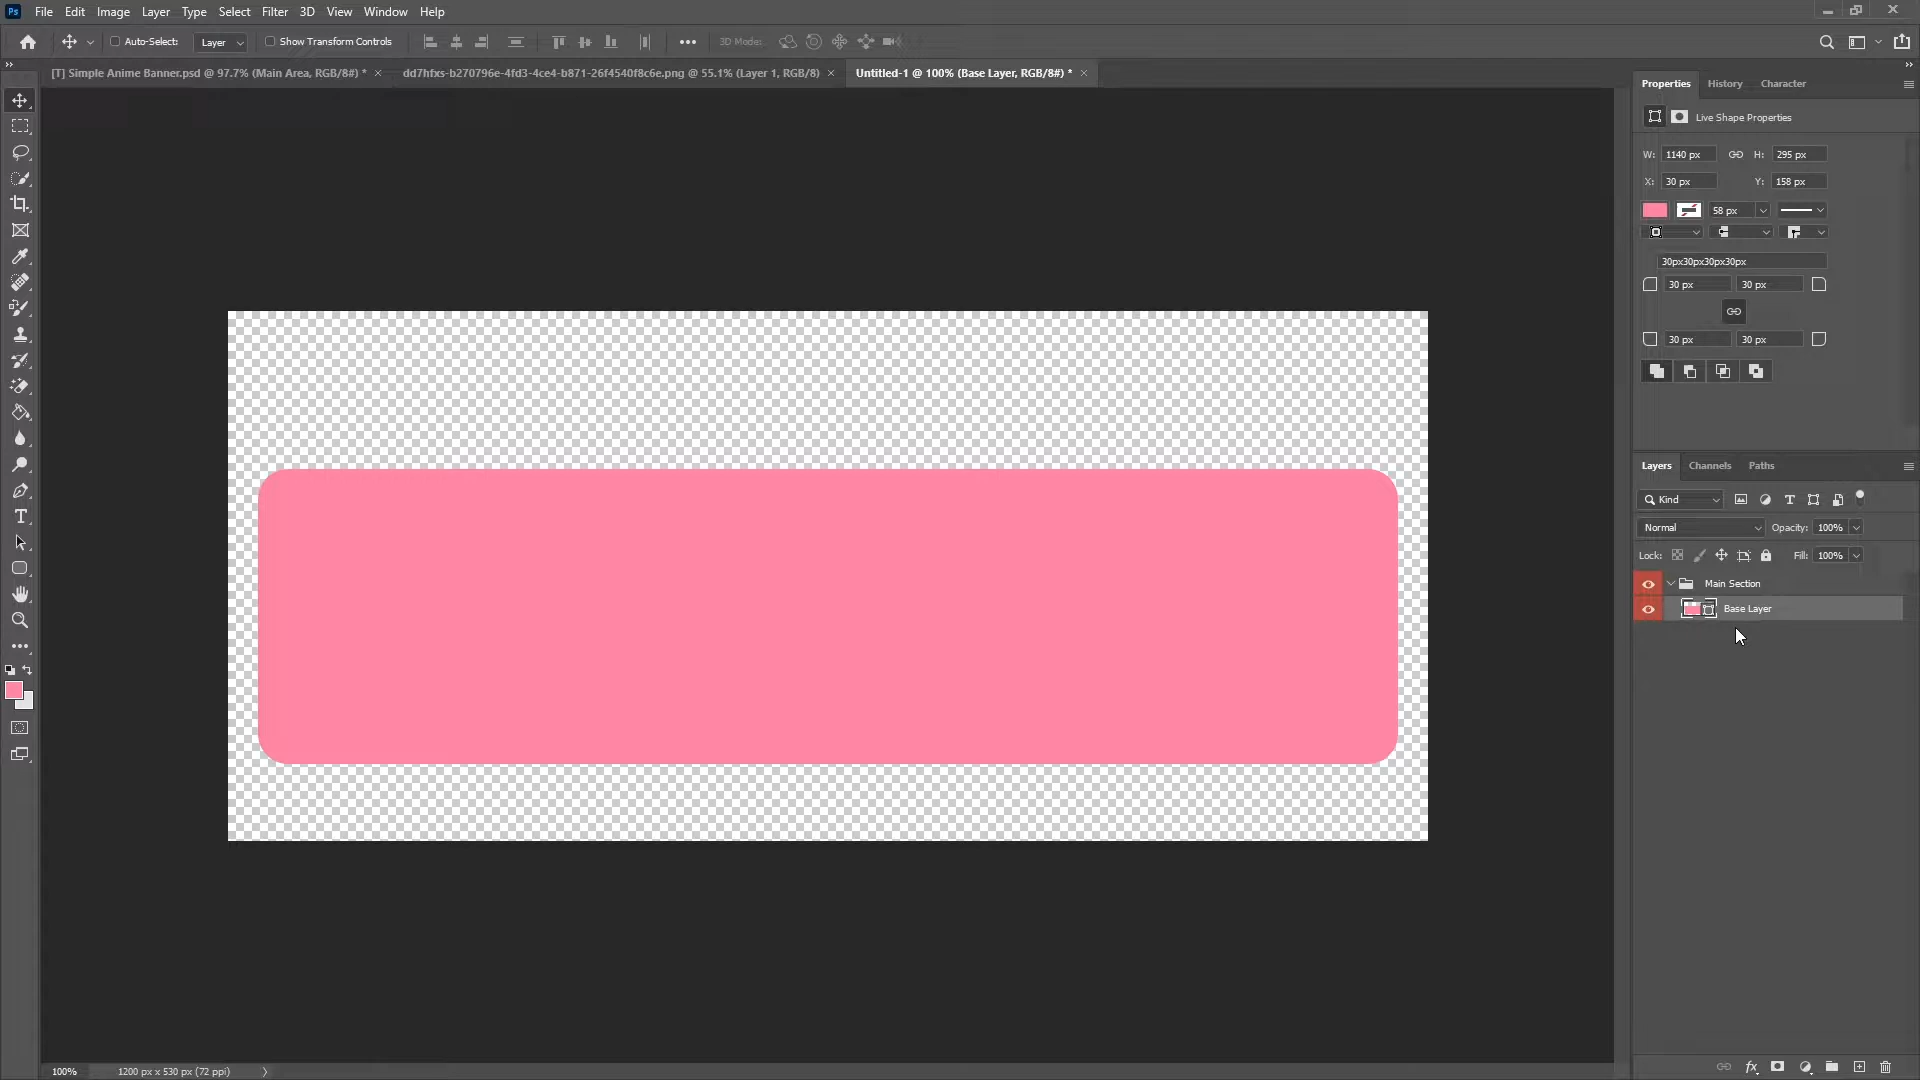 Ps File Edit Image Layer Type Select Filter 3D View Window Help
Auto-Select: Layer Show Transform Controls 3D Mode:
[T] Simple Anime Banner.psd @ 97.7% (Main Area, RGB/8#) * dd7hfxs-b270796e-4fd3-4ce4-b871-26f4540f8c6e.png @ 55.1% (Layer 1, RGB/8) Untitled-1 @ 100% (Base Layer, RGB/8#) *
Properties History Character
Live Shape Properties
W: 1140 px H: 295 px
X: 30 px Y: 158 px
58 px
30px30px30px30px
30 px 30 px
30 px 30 px
Layers Channels Paths
Kind
Normal Opacity: 100%
Lock: Fill: 100%
Main Section
Base Layer
fx
100% 1200 px x 530 px (72 ppi)